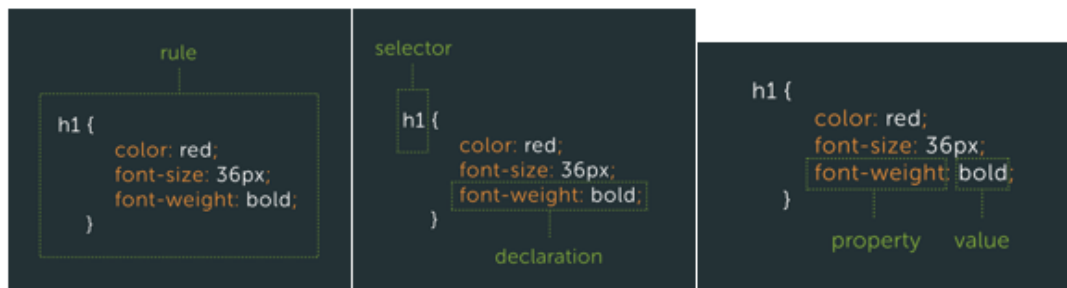 rule
h1 {
color: red;
font-size: 36px;
font-weight: bold;
}
selector
h1 {
color: red;
font-size: 36px;
font-weight: bold;
}
declaration
h1 {
color: red;
font-size: 36px;
font-weight: bold;
}
property value